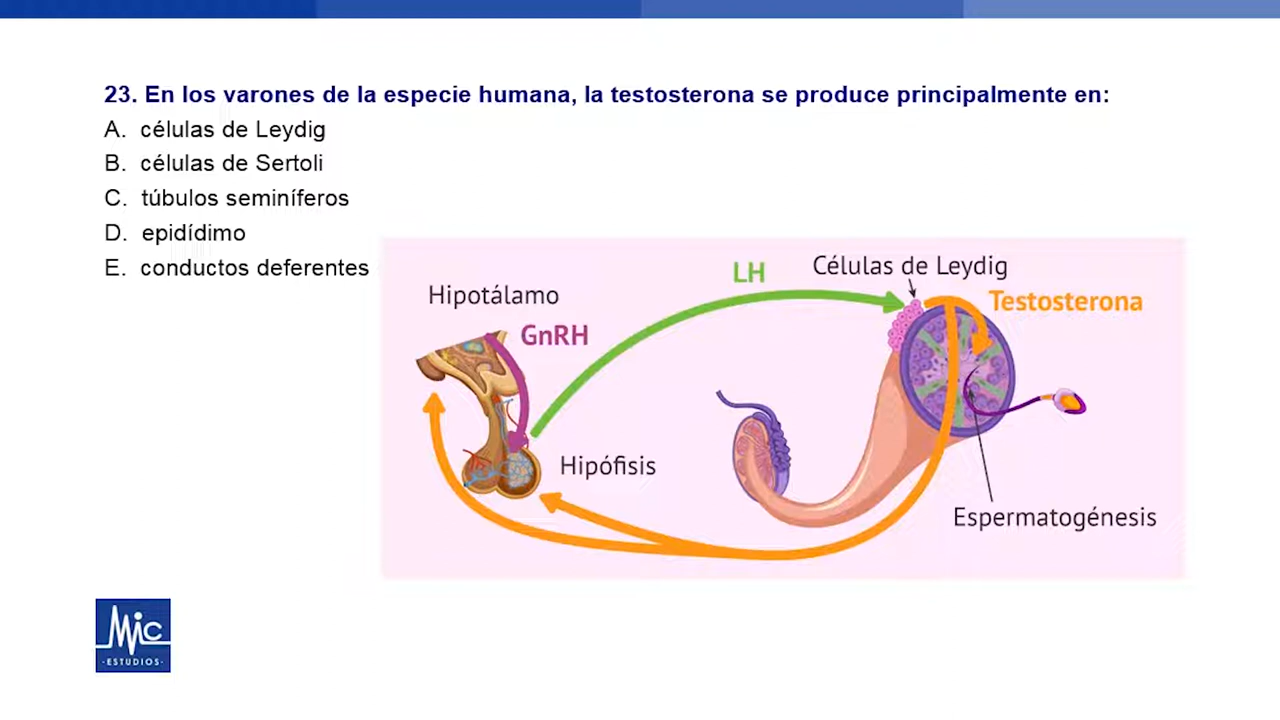 23. En los varones de la especie humana, la testosterona se produce principalmente en:
A. células de Leydig
B. células de Sertoli
C. túbulos seminíferos
D. epidídimo
E. conductos deferentes
LH
Células de Leydig
Hipotálamo
Testosterona
GnRH
Hipófisis
Espermatogénesis
Mic
·ESTUDIOS·